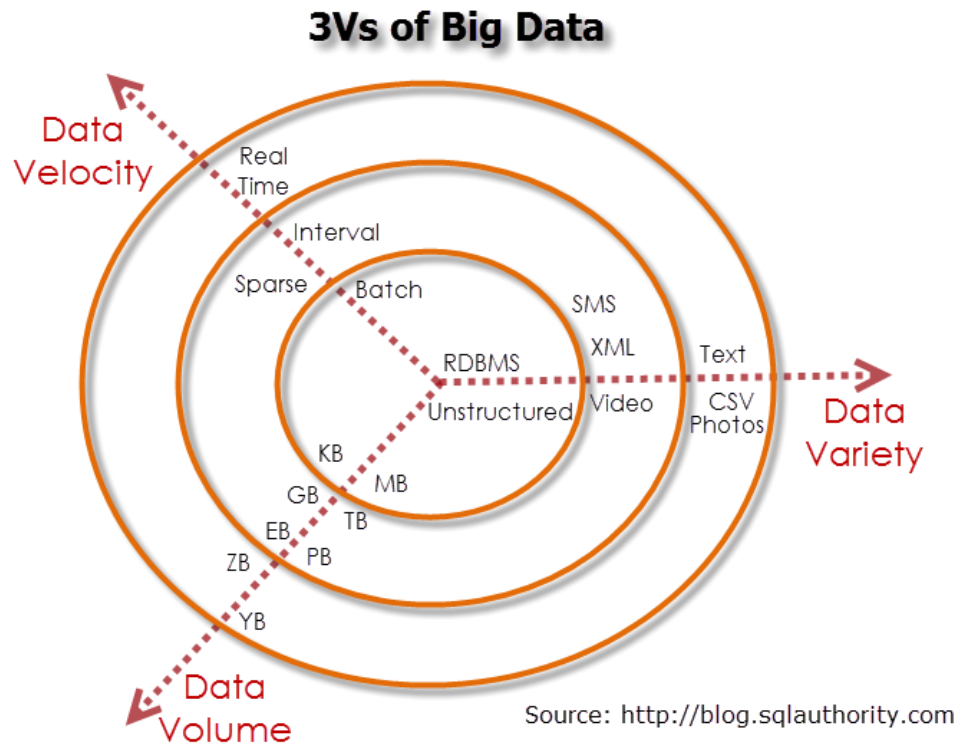 3Vs of Big Data
Data
Velocity
Real
Time
Interval
Sparse
Batch
SMS
XML
Text
RDBMS
Unstructured
Video
CSV
Photos
Data
Variety
KB
MB
GB
TB
EB
PB
ZB
YB
Data
Volume
Source: http://blog.sqlauthority.com